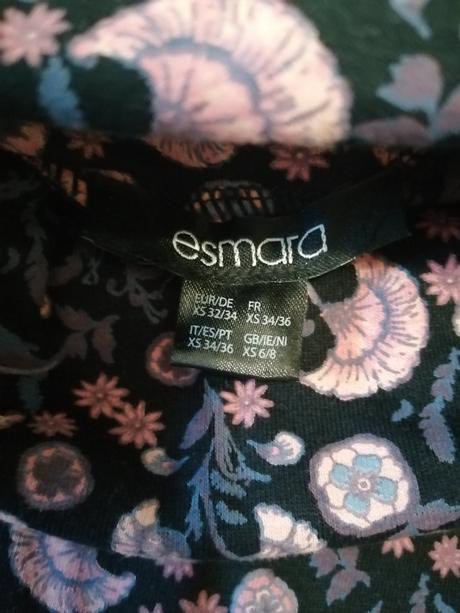 esmara
EUR/DE FR
XS 32/34 XS 34/36
IT/ES/PT GB/IE/NI
XS 34/36 XS 6/8